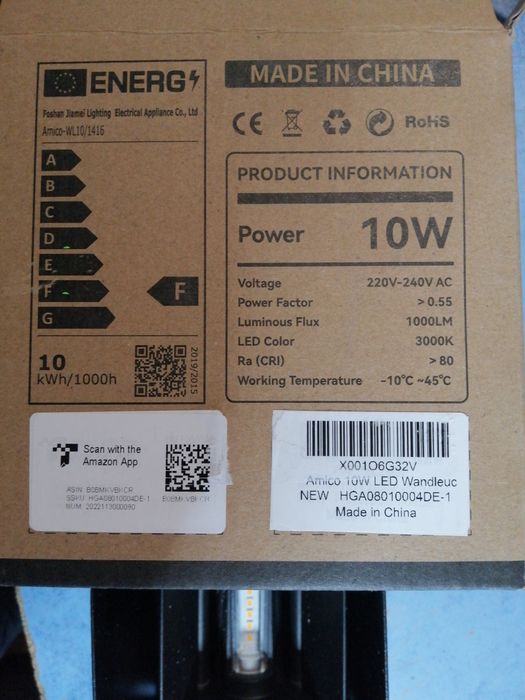 ENERG
Foshan Jiamei Lighting Electrical Appliance Co., Ltd
Amico-WL10/1416
A
B
C
D
E
F
F
G
10
kWh/1000h
2019/2015
MADE IN CHINA
CE
RoHS
PRODUCT INFORMATION
Power 10W
Voltage 220V-240V AC
Power Factor > 0.55
Luminous Flux 1000LM
LED Color 3000K
Ra (CRI) > 80
Working Temperature -10℃ ~45℃
Scan with the
Amazon App
HGA08010004DE-1
2022113000090
X001O6G32V
Amico 10W LED Wandleuc
NEW HGA08010004DE-1
Made in China